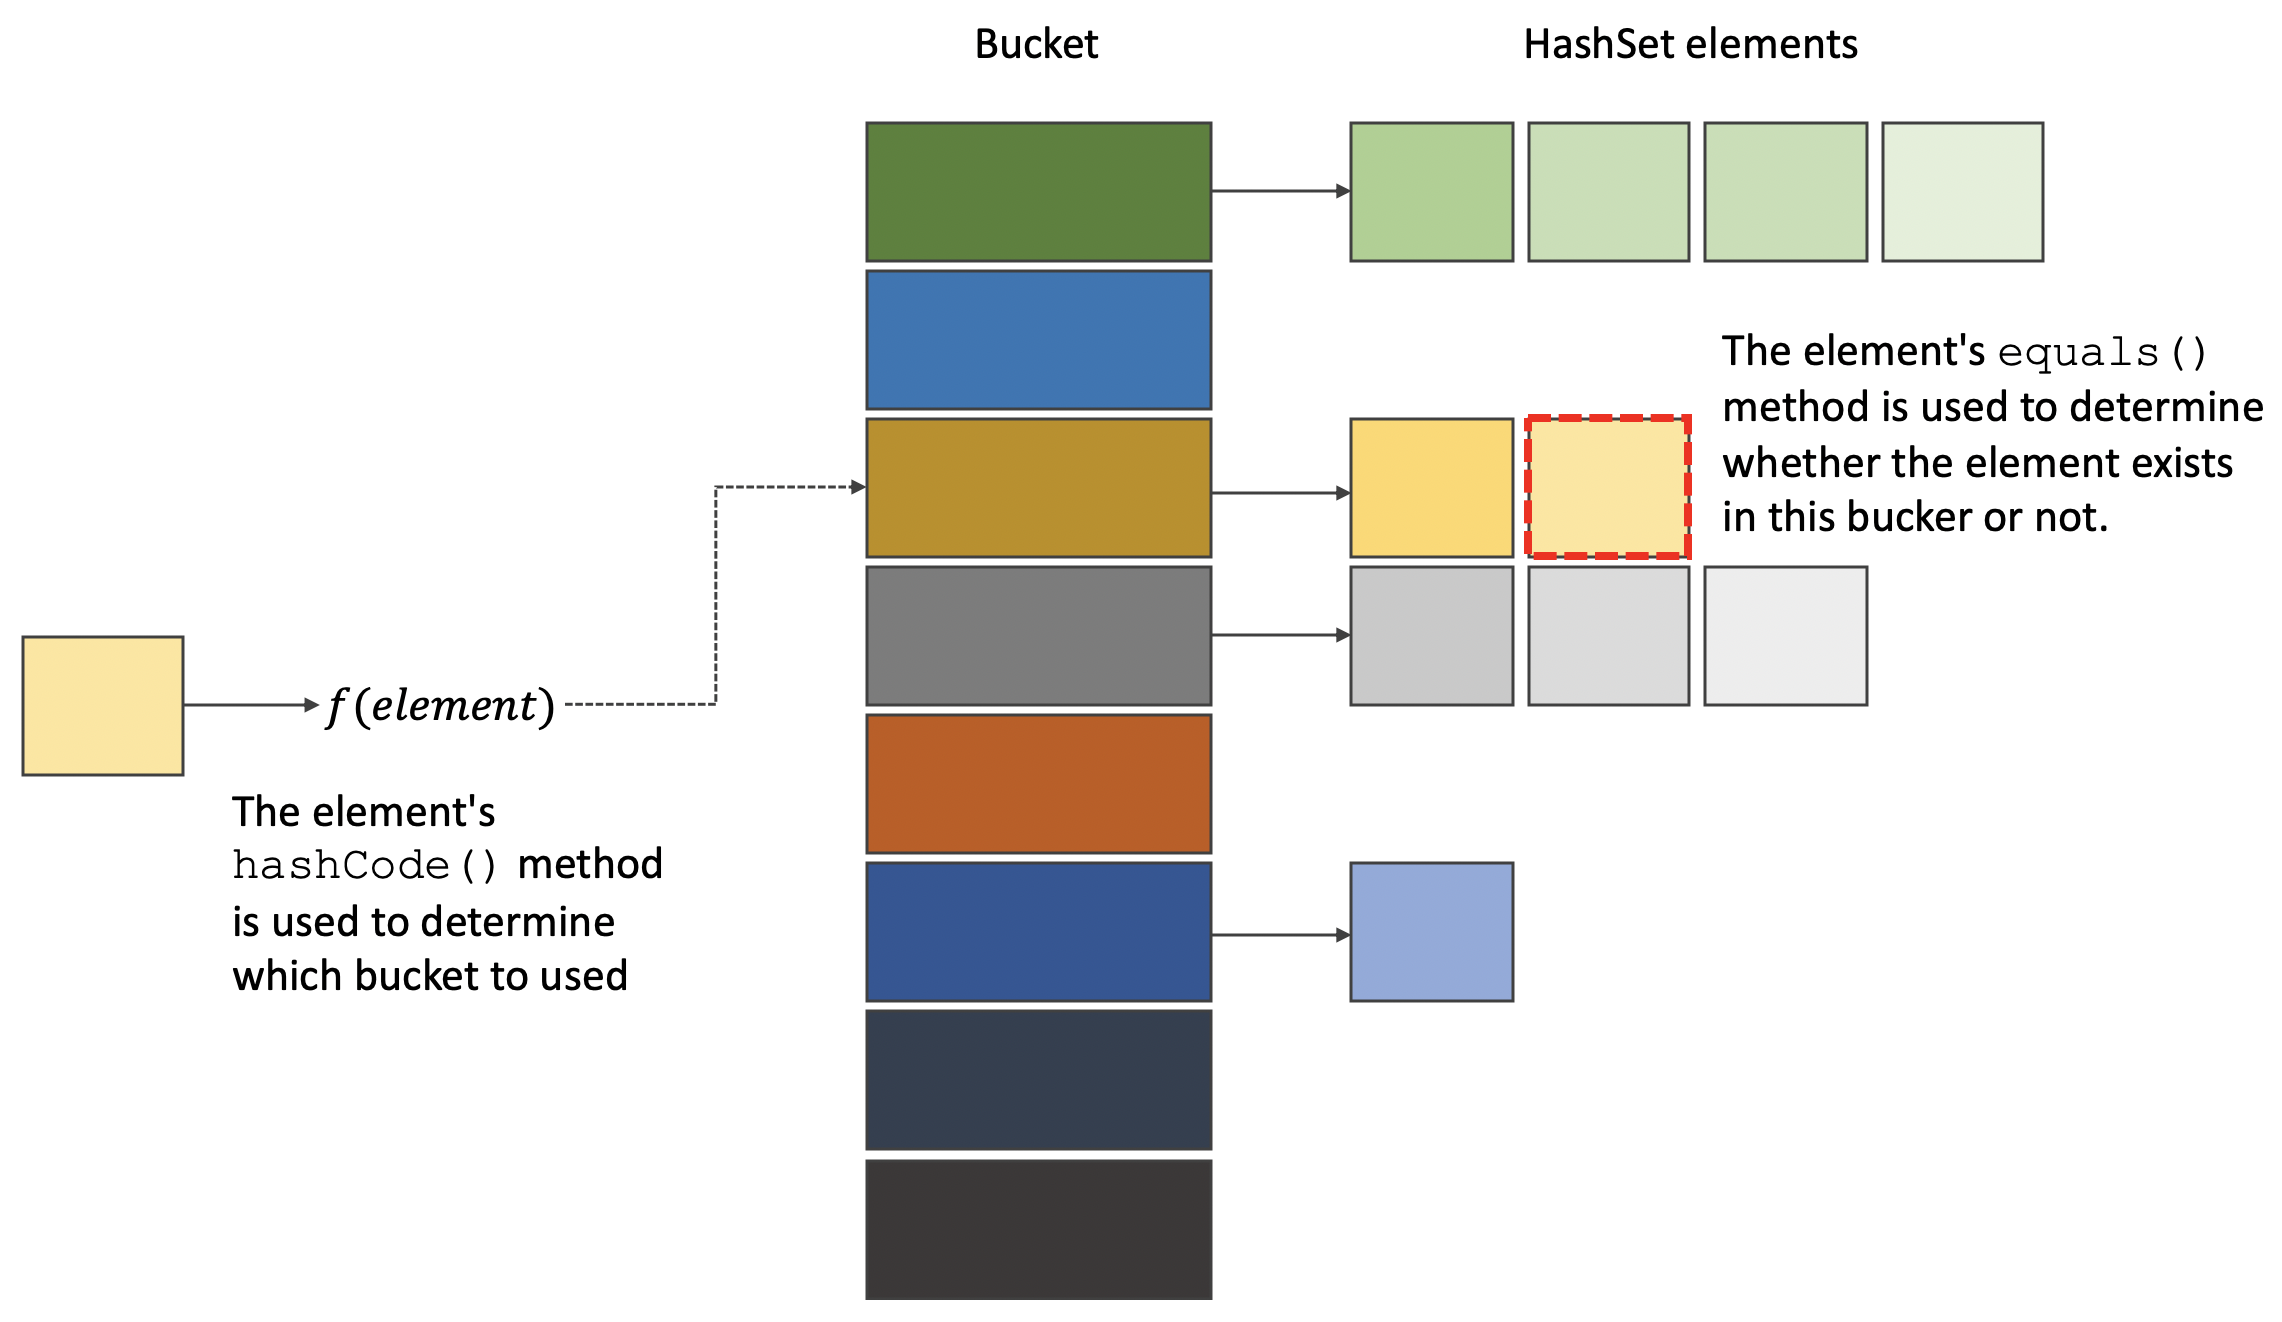 Bucket
HashSet elements
The element's equals()
method is used to determine
whether the element exists
in this bucker or not.
f(element)
The element's
hashCode() method
is used to determine
which bucket to used